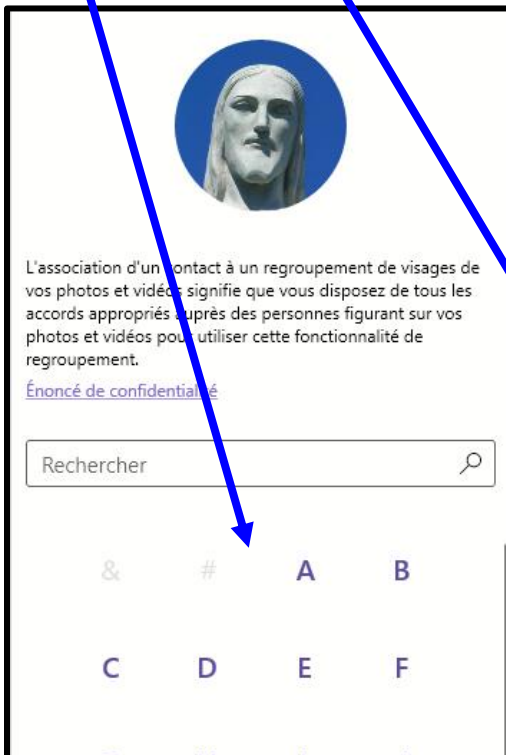 L'association d'un contact à un regroupement de visages de
vos photos et vidéos signifie que vous disposez de tous les
accords appropriés auprès des personnes figurant sur vos
photos et vidéos pour utiliser cette fonctionnalité de
regroupement.
Énoncé de confidentialité
Rechercher
& # A B
C D E F